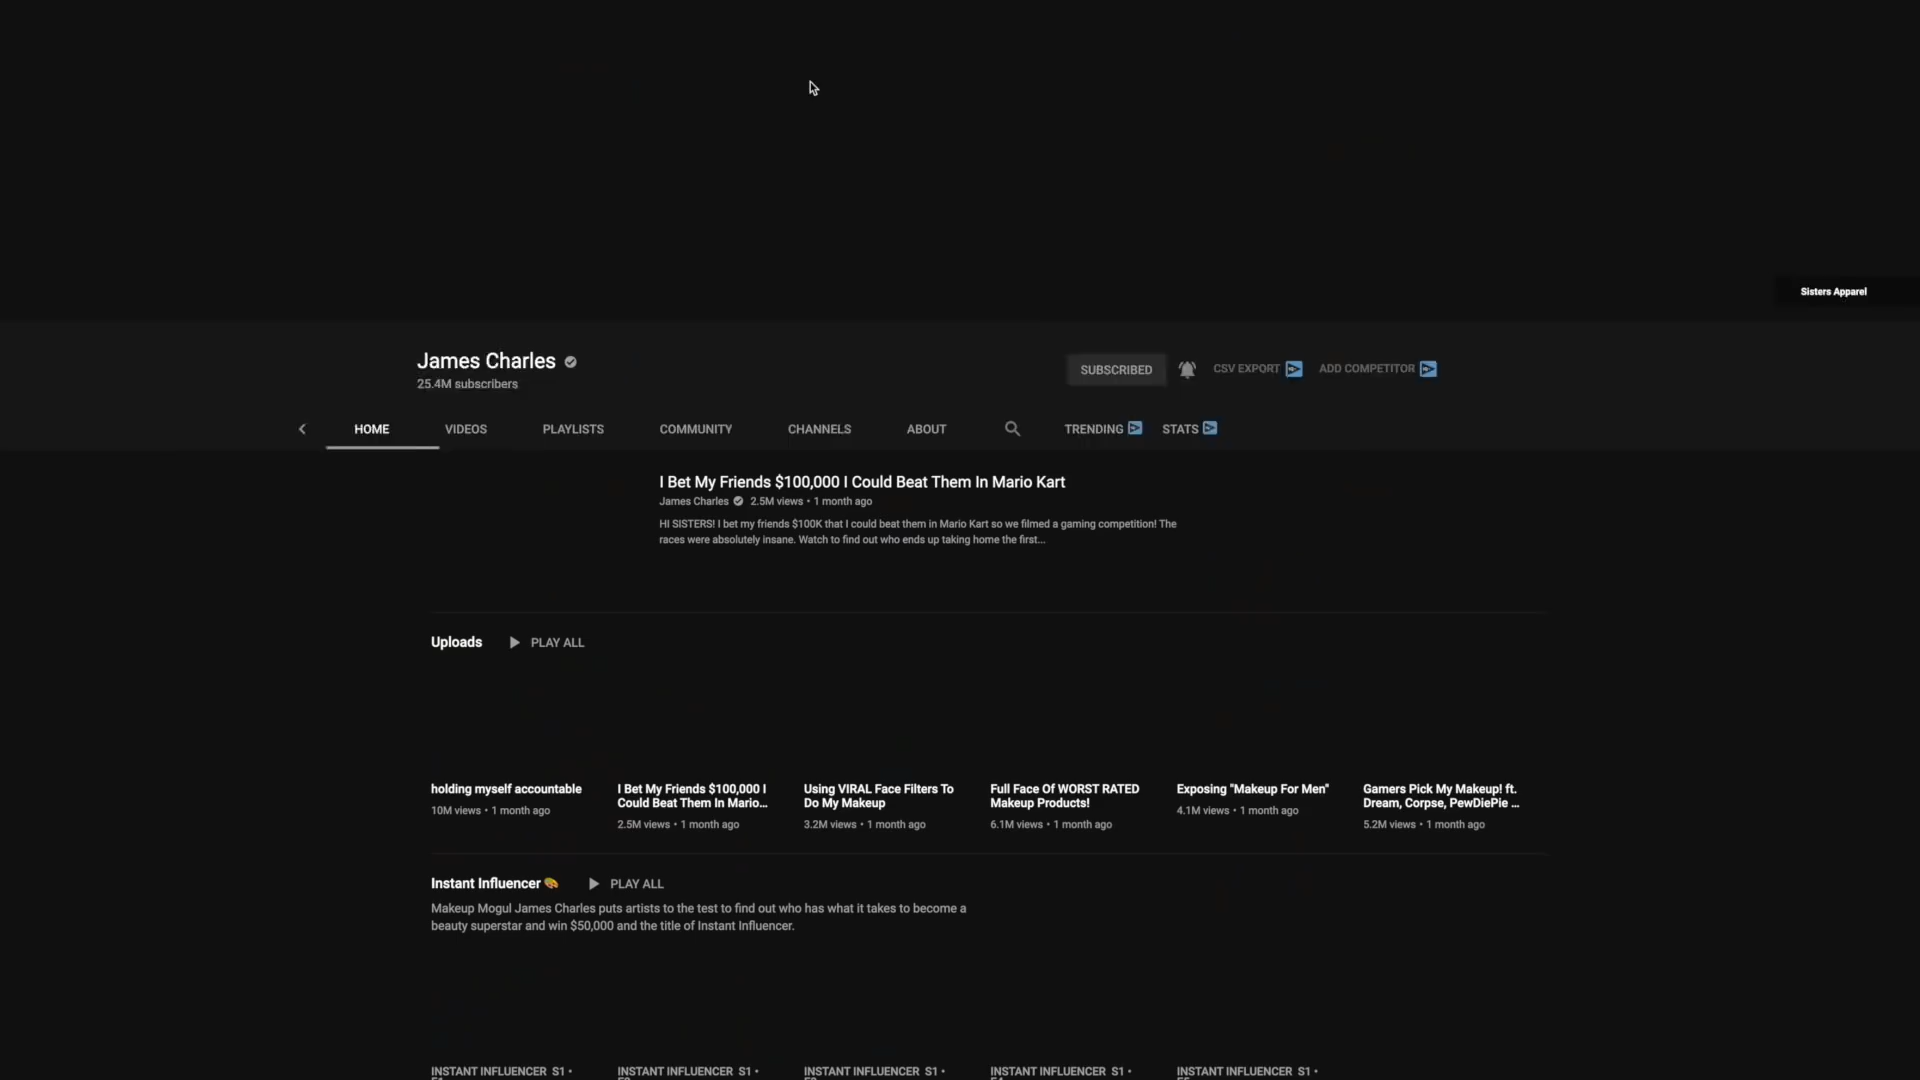 Sisters Apparel
James Charles
25.4M subscribers
SUBSCRIBED
CSV EXPORT
ADD COMPETITOR
HOME
VIDEOS
PLAYLISTS
COMMUNITY
CHANNELS
ABOUT
TRENDING
STATS
I Bet My Friends $100,000 I Could Beat Them In Mario Kart
James Charles 2.5M views • 1 month ago
HI SISTERS! I bet my friends $100K that I could beat them in Mario Kart so we filmed a gaming competition! The
races were absolutely insane. Watch to find out who ends up taking home the first...
Uploads
PLAY ALL
holding myself accountable
10M views • 1 month ago
I Bet My Friends $100,000 I
Could Beat Them In Mario...
2.5M views • 1 month ago
Using VIRAL Face Filters To
Do My Makeup
3.2M views • 1 month ago
Full Face Of WORST RATED
Makeup Products!
6.1M views • 1 month ago
Exposing "Makeup For Men"
4.1M views • 1 month ago
Gamers Pick My Makeup! ft.
Dream, Corpse, PewDiePie ...
5.2M views • 1 month ago
Instant Influencer
PLAY ALL
Makeup Mogul James Charles puts artists to the test to find out who has what it takes to become a
beauty superstar and win $50,000 and the title of Instant Influencer.
INSTANT INFLUENCER S1 •
INSTANT INFLUENCER S1 •
INSTANT INFLUENCER S1 •
INSTANT INFLUENCER S1 •
INSTANT INFLUENCER S1 •